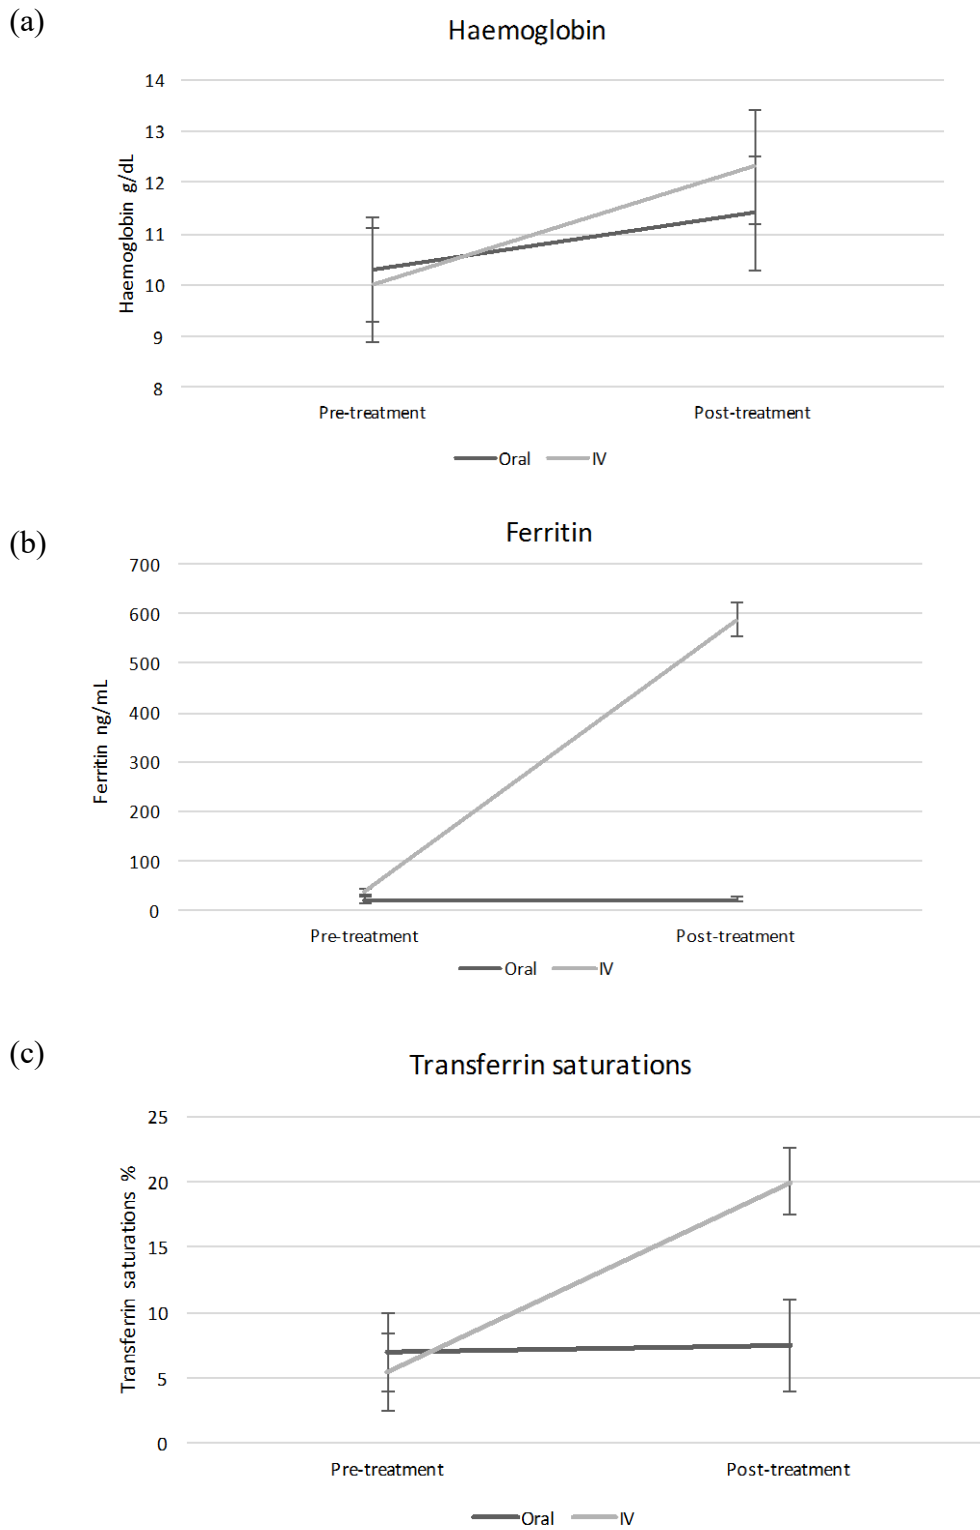 (a)
Haemoglobin
Haemoglobin g/dL
14
13
12
11
10
9
8
Pre-treatment Post-treatment
Oral IV
(b)
Ferritin
Ferritin ng/mL
700
600
500
400
300
200
100
0
Pre-treatment Post-treatment
Oral IV
(c)
Transferrin saturations
Transferrin saturations %
25
20
15
10
5
0
Pre-treatment Post-treatment
Oral IV